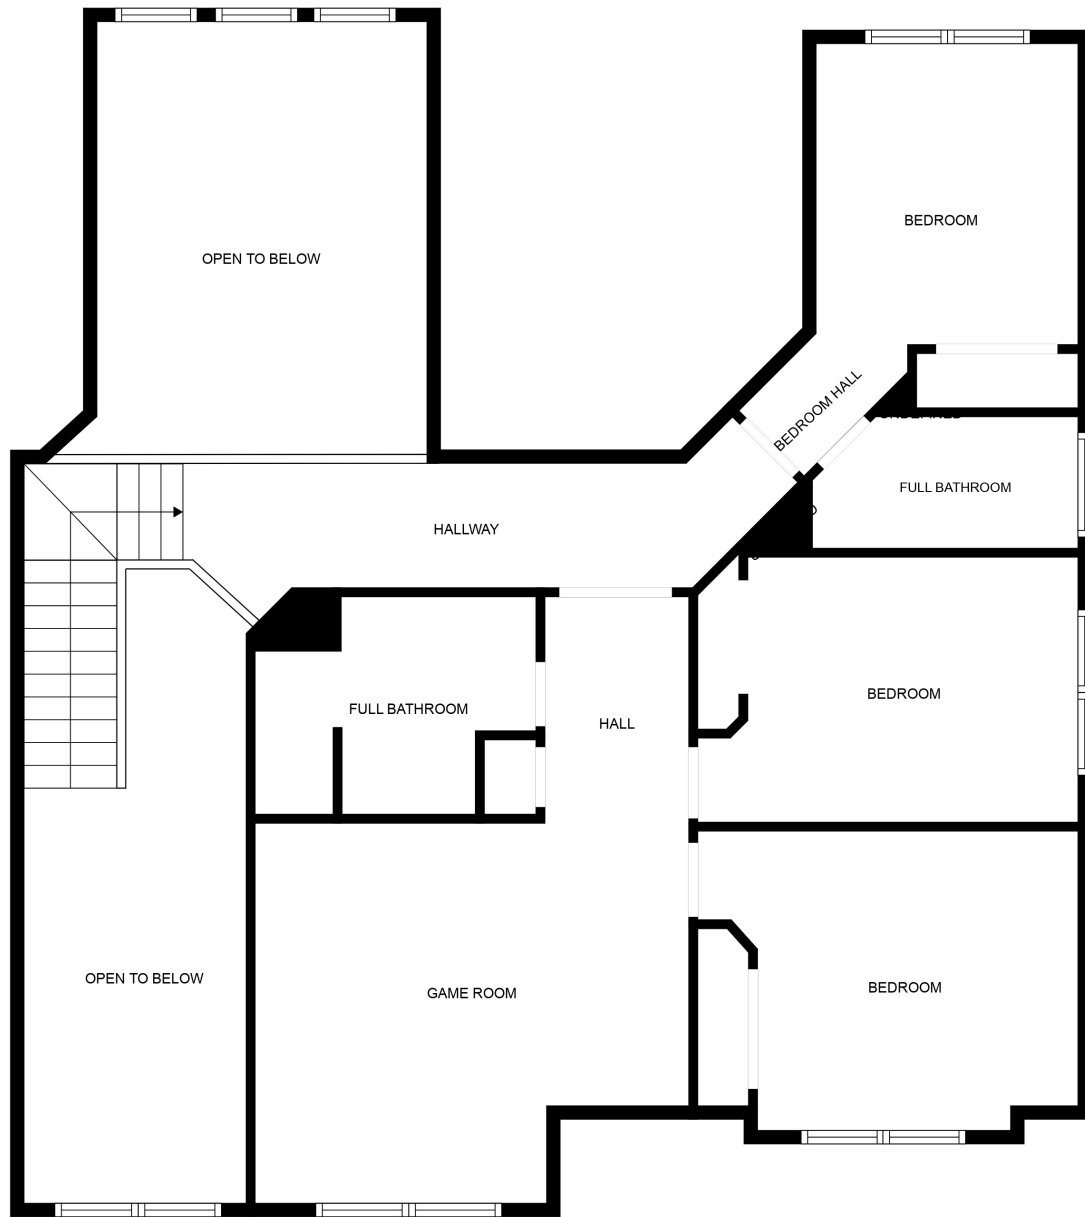 BEDROOM
OPEN TO BELOW
BEDROOM HALL
FULL BATHROOM
HALLWAY
BEDROOM
FULL BATHROOM
HALL
OPEN TO BELOW
GAME ROOM
BEDROOM